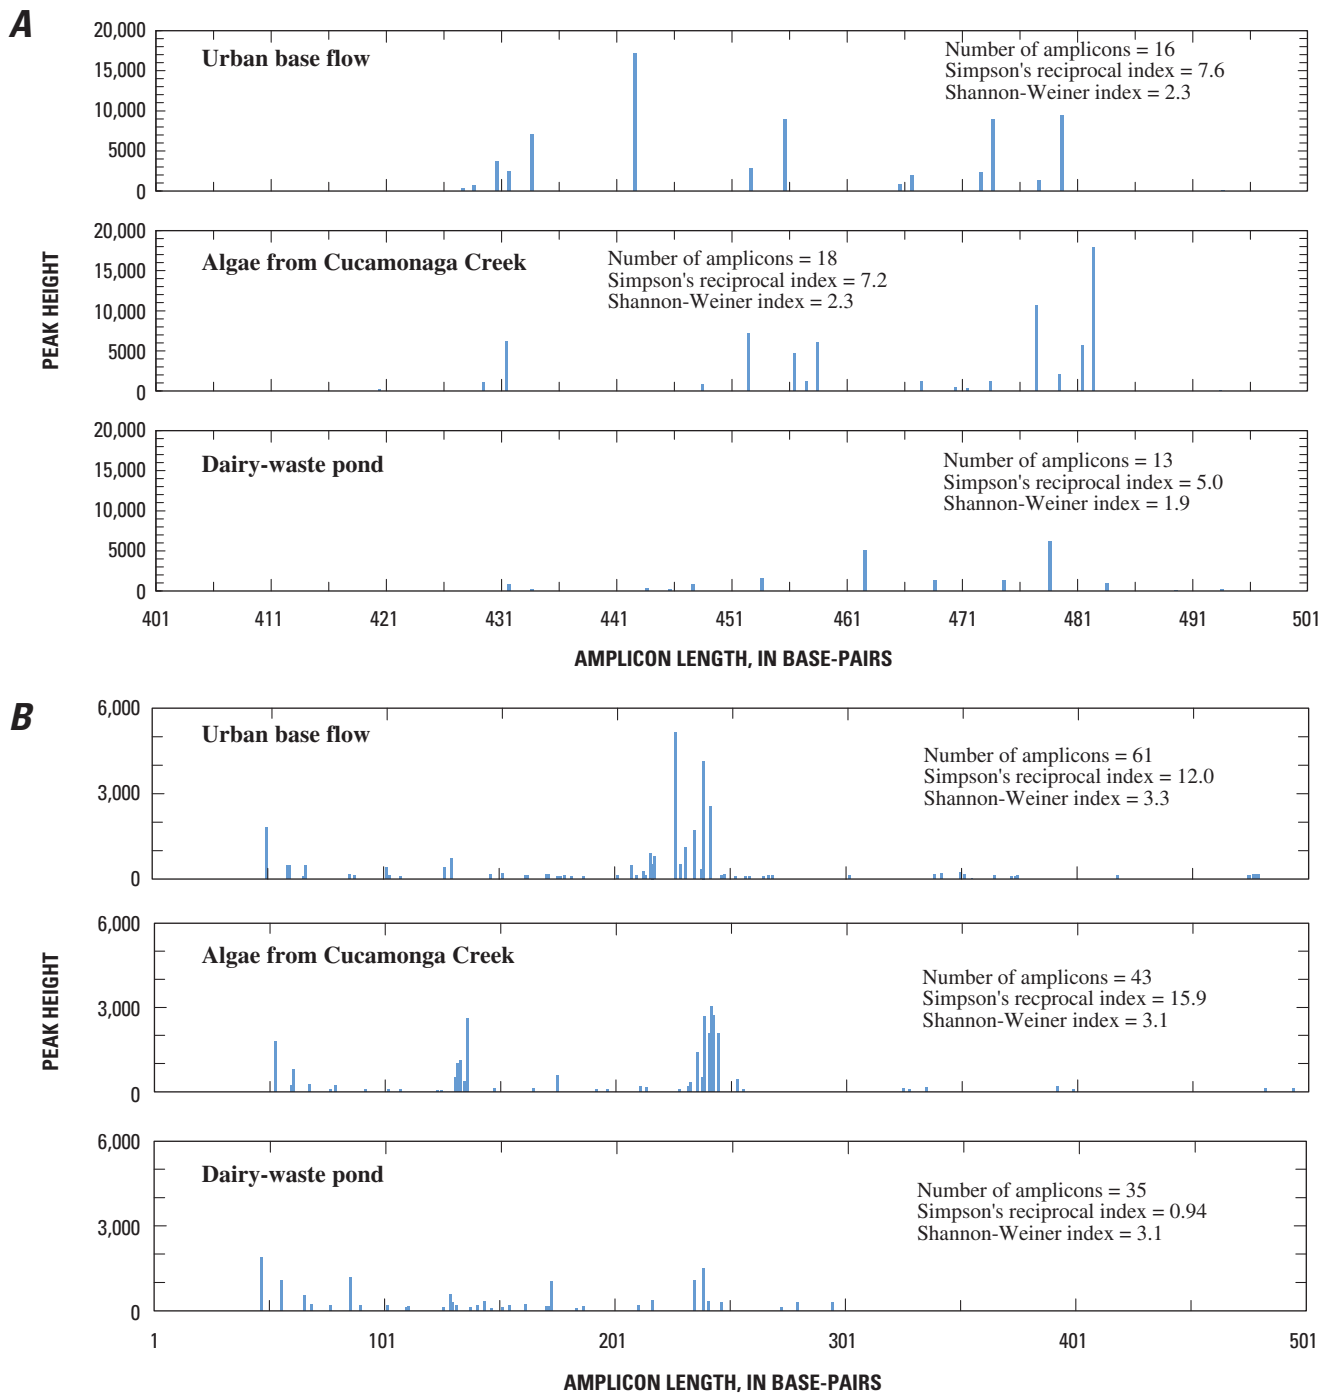 A
20,000
15,000
10,000
5000
0
Urban base flow
Number of amplicons = 16
Simpson's reciprocal index = 7.6
Shannon-Weiner index = 2.3
PEAK HEIGHT
20,000
15,000
10,000
5000
0
Algae from Cucamonaga Creek
Number of amplicons = 18
Simpson's reciprocal index = 7.2
Shannon-Weiner index = 2.3
20,000
15,000
10,000
5000
0
Dairy-waste pond
Number of amplicons = 13
Simpson's reciprocal index = 5.0
Shannon-Weiner index = 1.9
401 411 421 431 441 451 461 471 481 491 501
AMPLICON LENGTH, IN BASE-PAIRS
B
6,000
3,000
0
Urban base flow
Number of amplicons = 61
Simpson's reciprocal index = 12.0
Shannon-Weiner index = 3.3
PEAK HEIGHT
6,000
3,000
0
Algae from Cucamonga Creek
Number of amplicons = 43
Simpson's recprocal index = 15.9
Shannon-Weiner index = 3.1
6,000
3,000
0
Dairy-waste pond
Number of amplicons = 35
Simpson's reciprocal index = 0.94
Shannon-Weiner index = 3.1
1 101 201 301 401 501
AMPLICON LENGTH, IN BASE-PAIRS